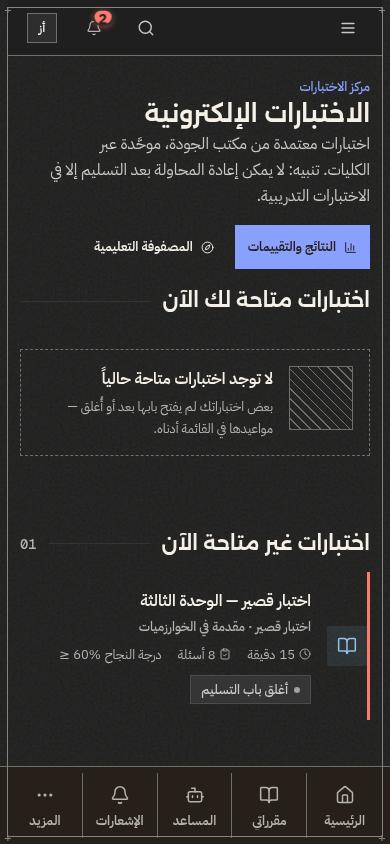 أز
2
مركز الاختبارات
الاختبارات الإلكترونية
اختبارات معتمدة من مكتب الجودة، موحَّدة عبر
الكليات. تنبيه: لا يمكن إعادة المحاولة بعد التسليم إلا في
الاختبارات التدريبية.
النتائج والتقييمات
المصفوفة التعليمية
اختبارات متاحة لك الآن
لا توجد اختبارات متاحة حالياً
بعض اختباراتك لم يفتح بابها بعد أو أُغلق —
مواعيدها في القائمة أدناه.
اختبارات غير متاحة الآن
01
اختبار قصير — الوحدة الثالثة
اختبار قصير · مقدمة في الخوارزميات
15 دقيقة 8 أسئلة درجة النجاح 60% ≤
أغلق باب التسليم
الرئيسية
مقرراتي
المساعد
الإشعارات
المزيد